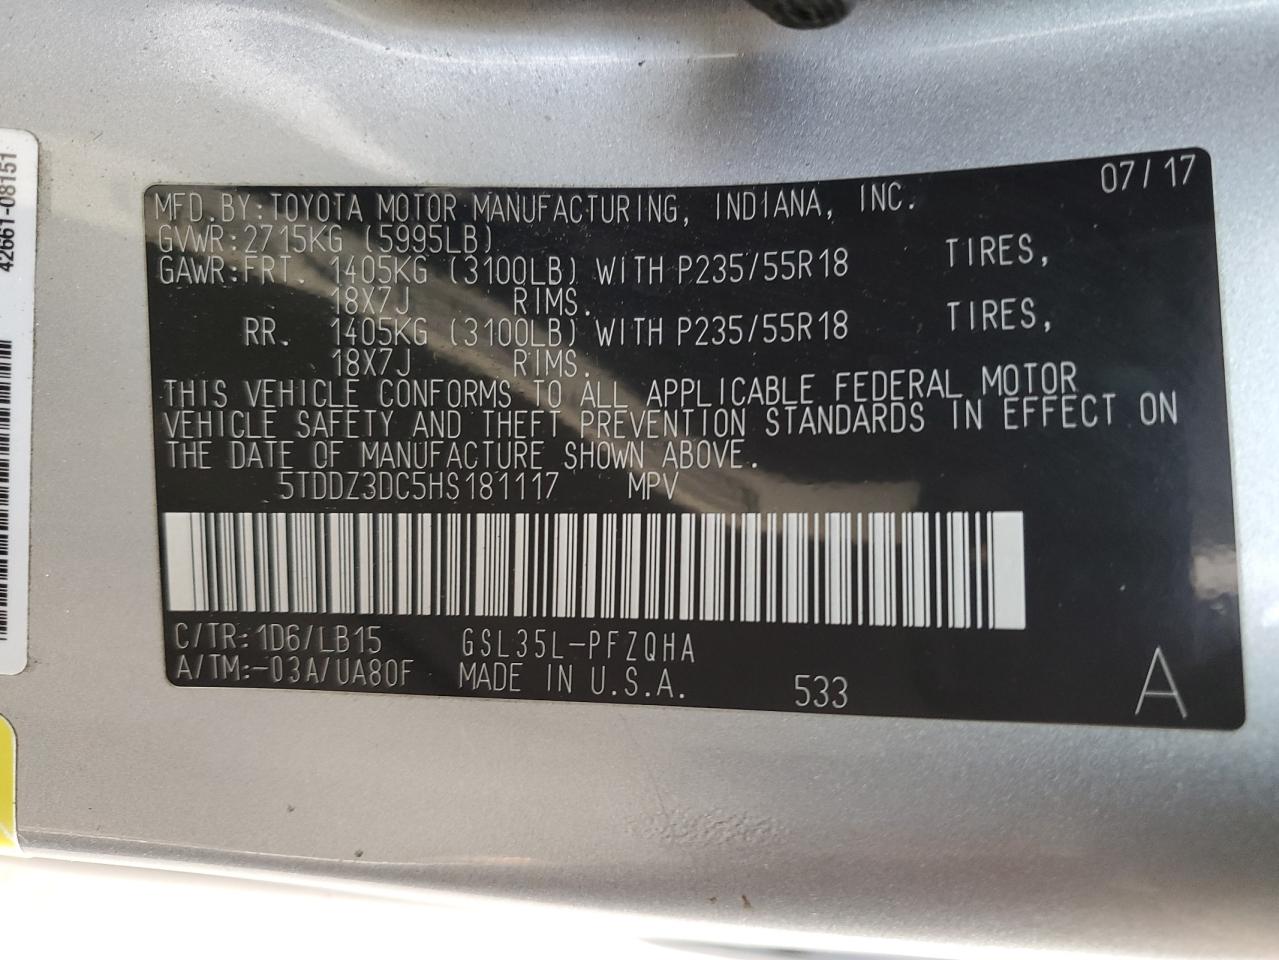 42661-08151
07/17
MFD.BY:TOYOTA MOTOR MANUFACTURING, INDIANA, INC.
GVWR:2715KG (5995LB)
GAWR:FRT. 1405KG (3100LB) WITH P235/55R18 TIRES,
18X7J RIMS.
RR. 1405KG (3100LB) WITH P235/55R18 TIRES,
18X7J RIMS.
THIS VEHICLE CONFORMS TO ALL APPLICABLE FEDERAL MOTOR
VEHICLE SAFETY AND THEFT PREVENTION STANDARDS IN EFFECT ON
THE DATE OF MANUFACTURE SHOWN ABOVE.
5TDDZ3DC5HS181117 MPV
C/TR:1D6/LB15 GSL35L-PFZQHA
A/TM:-03A/UA80F MADE IN U.S.A. 533 A